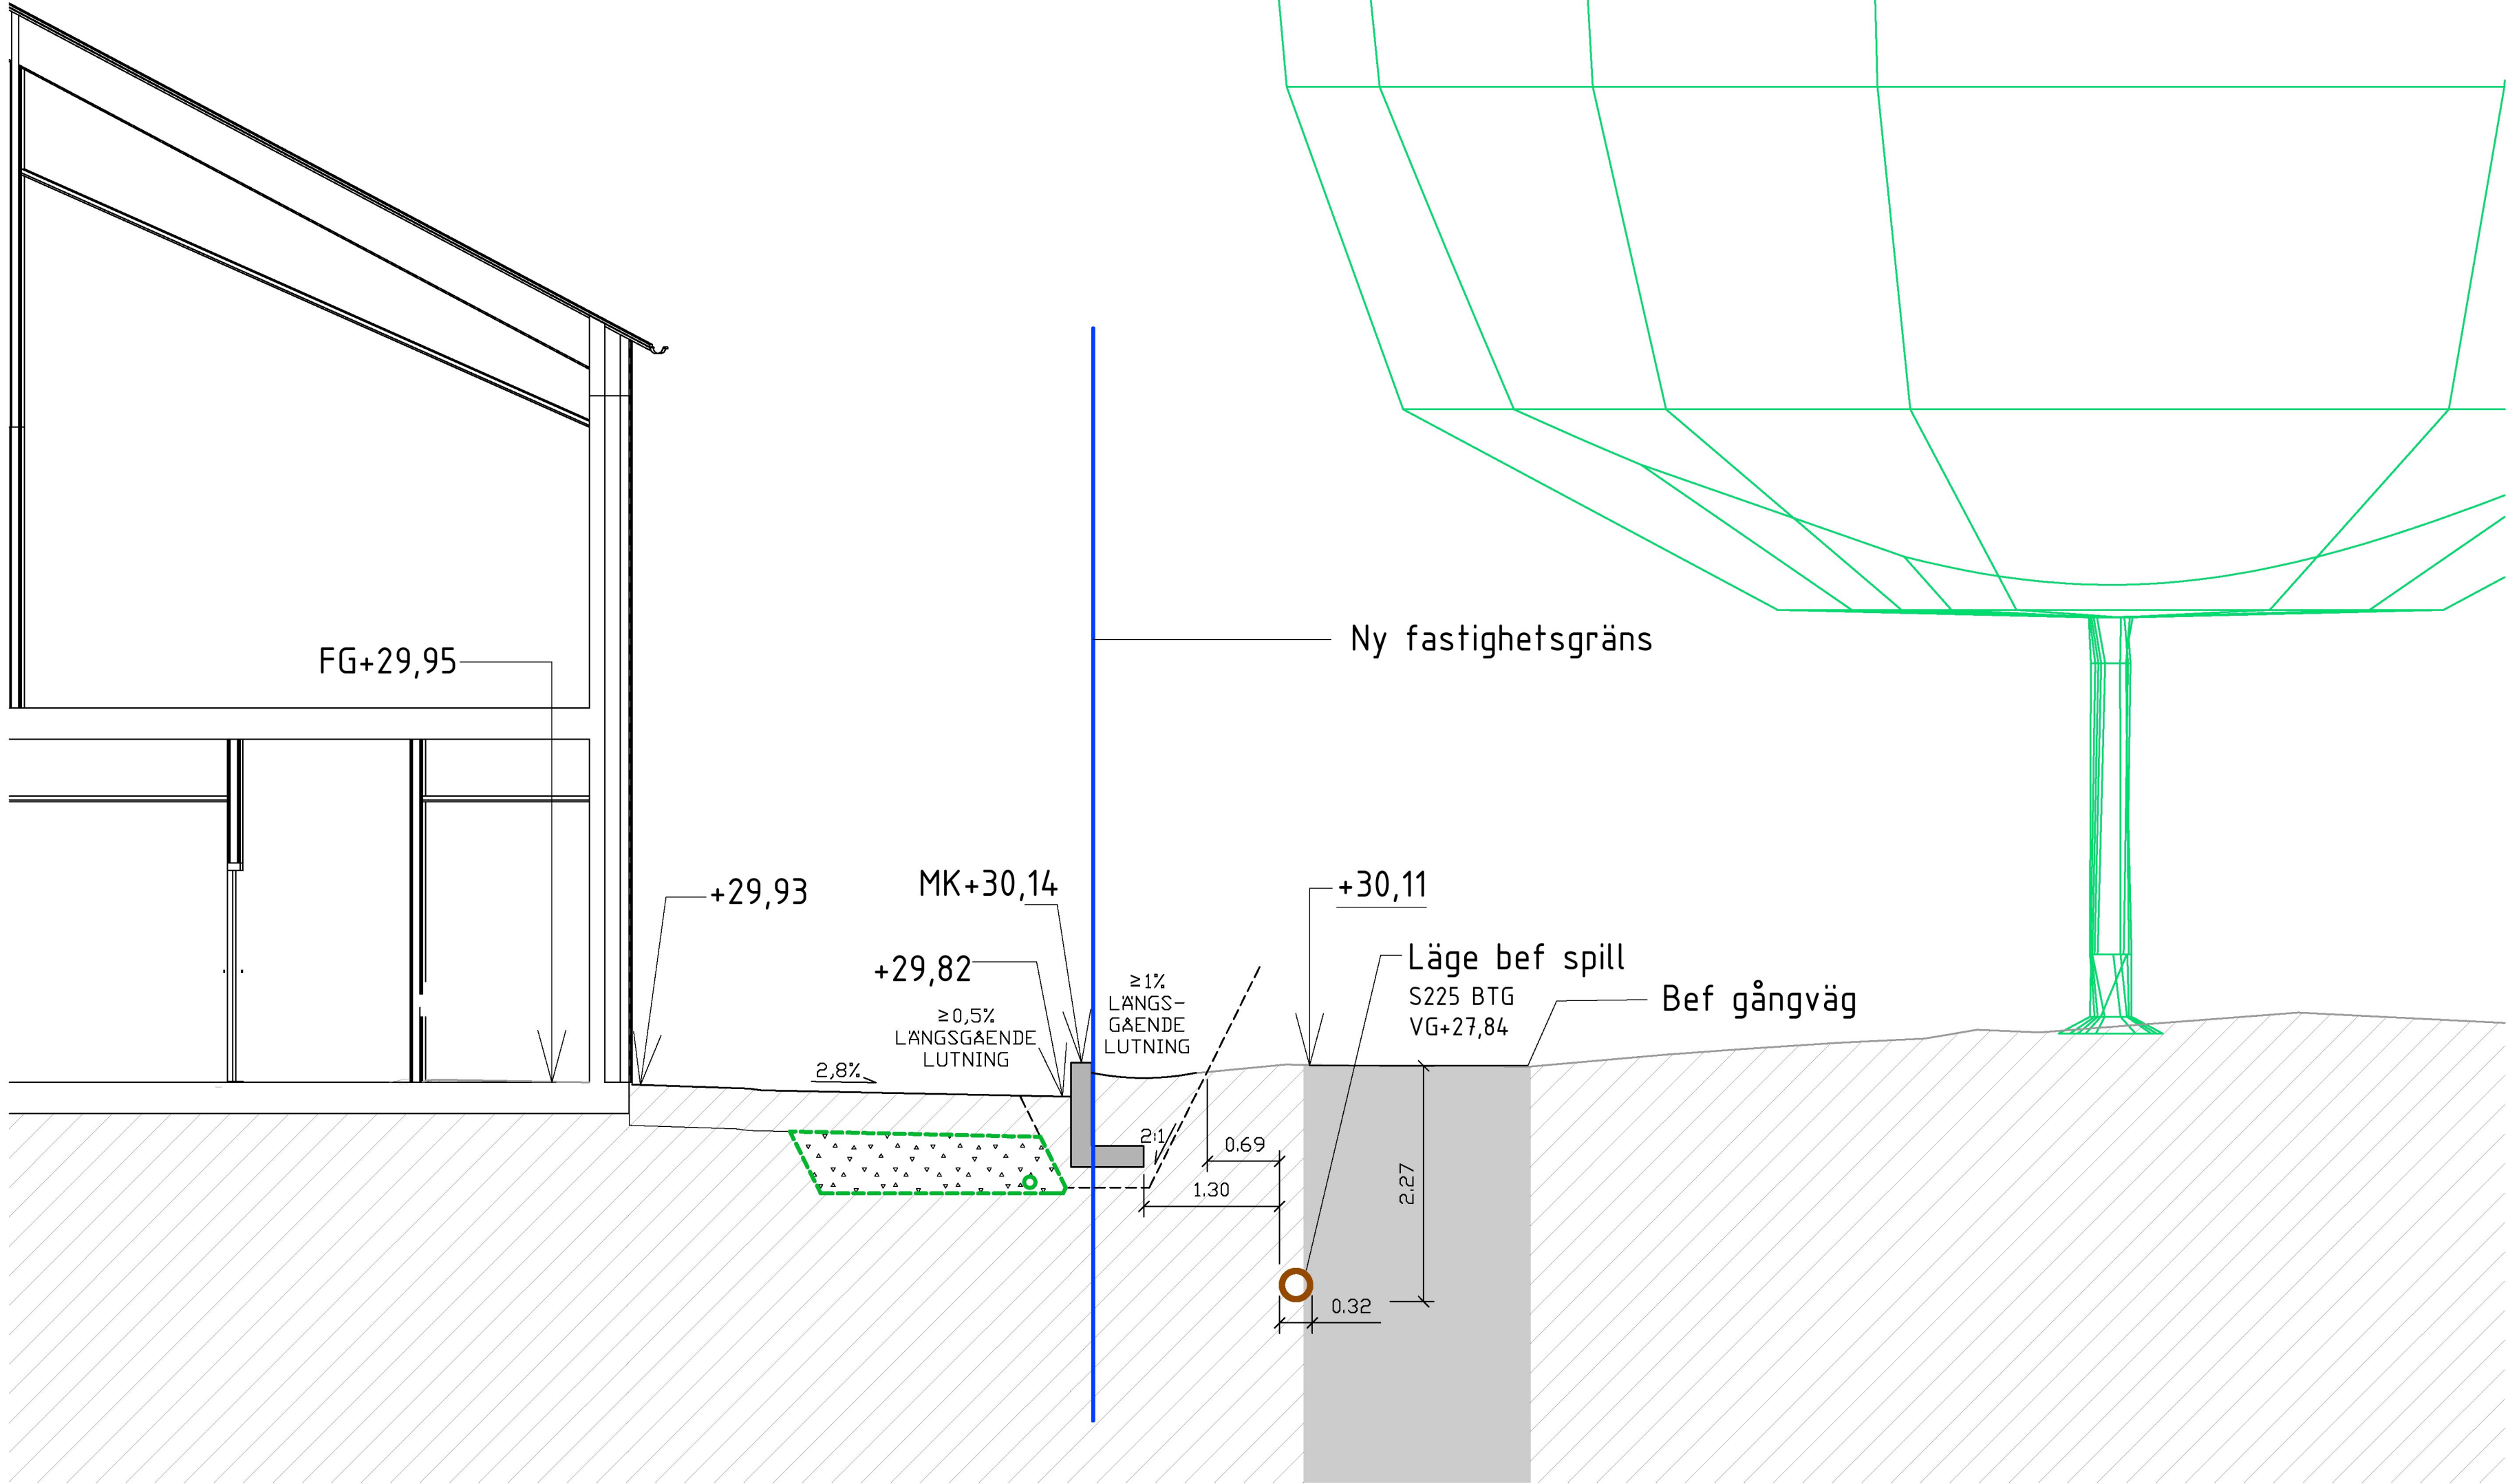 Ny fastighetsgräns
FG+29,95
+29,93
MK+30,14
+30,11
+29,82
≥0,5%
LÄNGSGÅENDE
LUTNING
≥1%
LÄNGS-
GÅENDE
LUTNING
Läge bef spill
S225 BTG
VG+27,84
Bef gångväg
2,8%
2:1
0.69
1.30
2.27
0.32